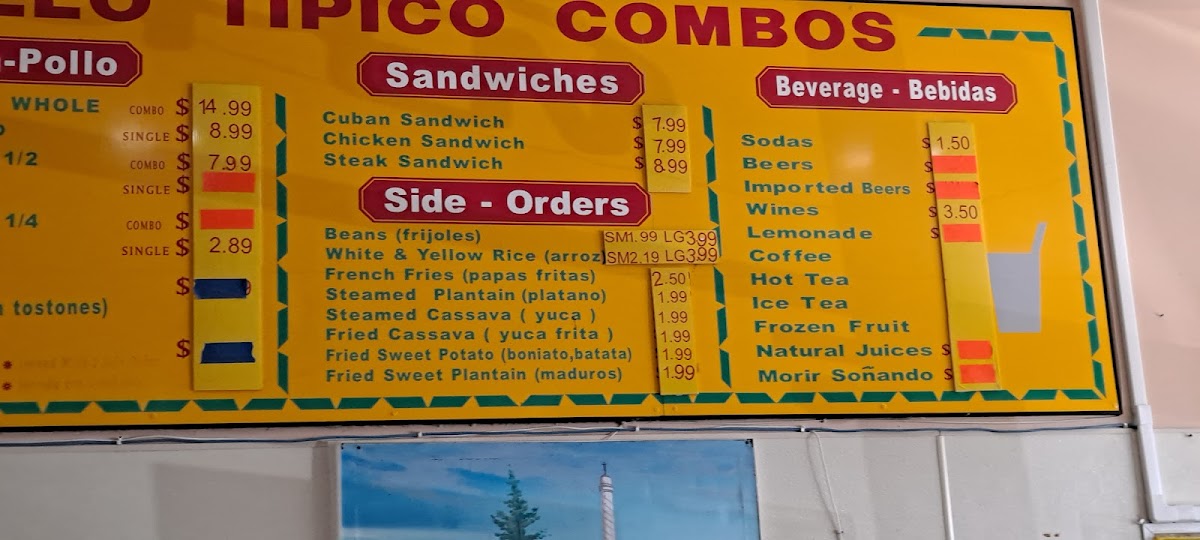 TIPICO COMBOS
-Pollo
WHOLE COMBO $ 14.99
SINGLE $ 8.99
1/2 COMBO $ 7.99
SINGLE $
1/4 COMBO $
SINGLE $ 2.89
$
tostones)
$
Sandwiches
Cuban Sandwich $ 7.99
Chicken Sandwich $ 7.99
Steak Sandwich $ 8.99
Side - Orders
Beans (frijoles) SM1.99 LG3.99
White & Yellow Rice (arroz) SM2.19 LG3.99
French Fries (papas fritas) 2.50
Steamed Plantain (platano) 1.99
Steamed Cassava ( yuca ) 1.99
Fried Cassava ( yuca frita ) 1.99
Fried Sweet Potato (boniato,batata) 1.99
Fried Sweet Plantain (maduros) 1.99
Beverage - Bebidas
Sodas $ 1.50
Beers $
Imported Beers $
Wines $ 3.50
Lemonade $
Coffee
Hot Tea
Ice Tea
Frozen Fruit
Natural Juices $
Morir Soñando $